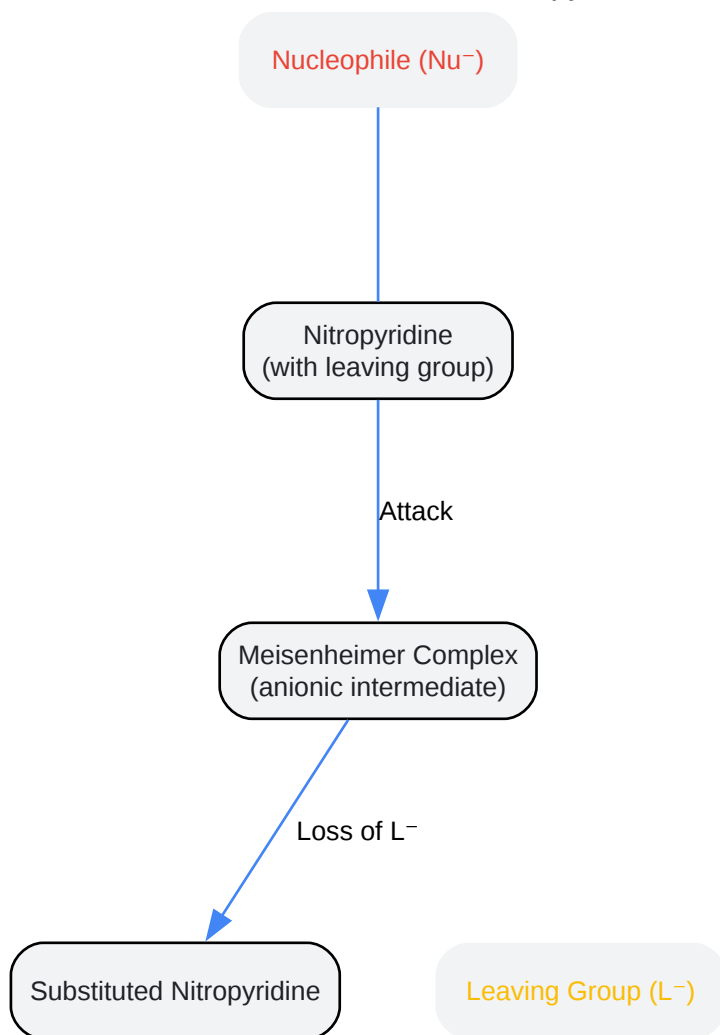 Nucleophile (Nu⁻)
Nitropyridine
(with leaving group)
Attack
Meisenheimer Complex
(anionic intermediate)
Loss of L⁻
Substituted Nitropyridine
Leaving Group (L⁻)